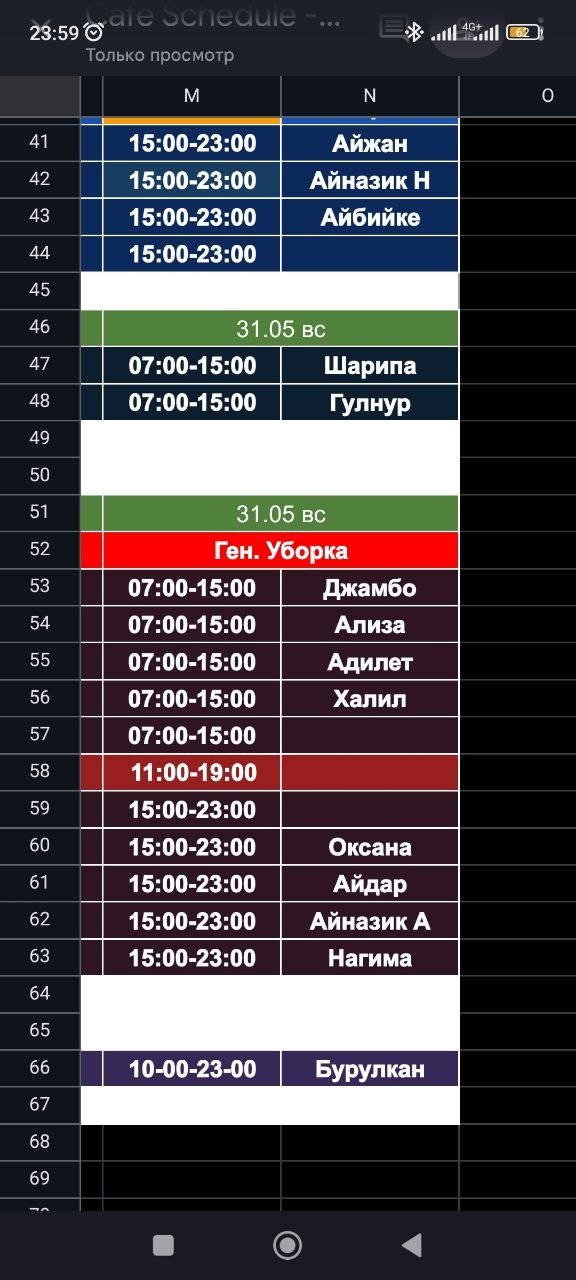 23:59 4G+ 62
Cafe Schedule -...
Только просмотр
M N O
41 15:00-23:00 Айжан
42 15:00-23:00 Айназик Н
43 15:00-23:00 Айбийке
44 15:00-23:00
45
46 31.05 вс
47 07:00-15:00 Шарипа
48 07:00-15:00 Гулнур
49
50
51 31.05 вс
52 Ген. Уборка
53 07:00-15:00 Джамбо
54 07:00-15:00 Ализа
55 07:00-15:00 Адилет
56 07:00-15:00 Халил
57 07:00-15:00
58 11:00-19:00
59 15:00-23:00
60 15:00-23:00 Оксана
61 15:00-23:00 Айдар
62 15:00-23:00 Айназик А
63 15:00-23:00 Нагима
64
65
66 10-00-23-00 Бурулкан
67
68
69